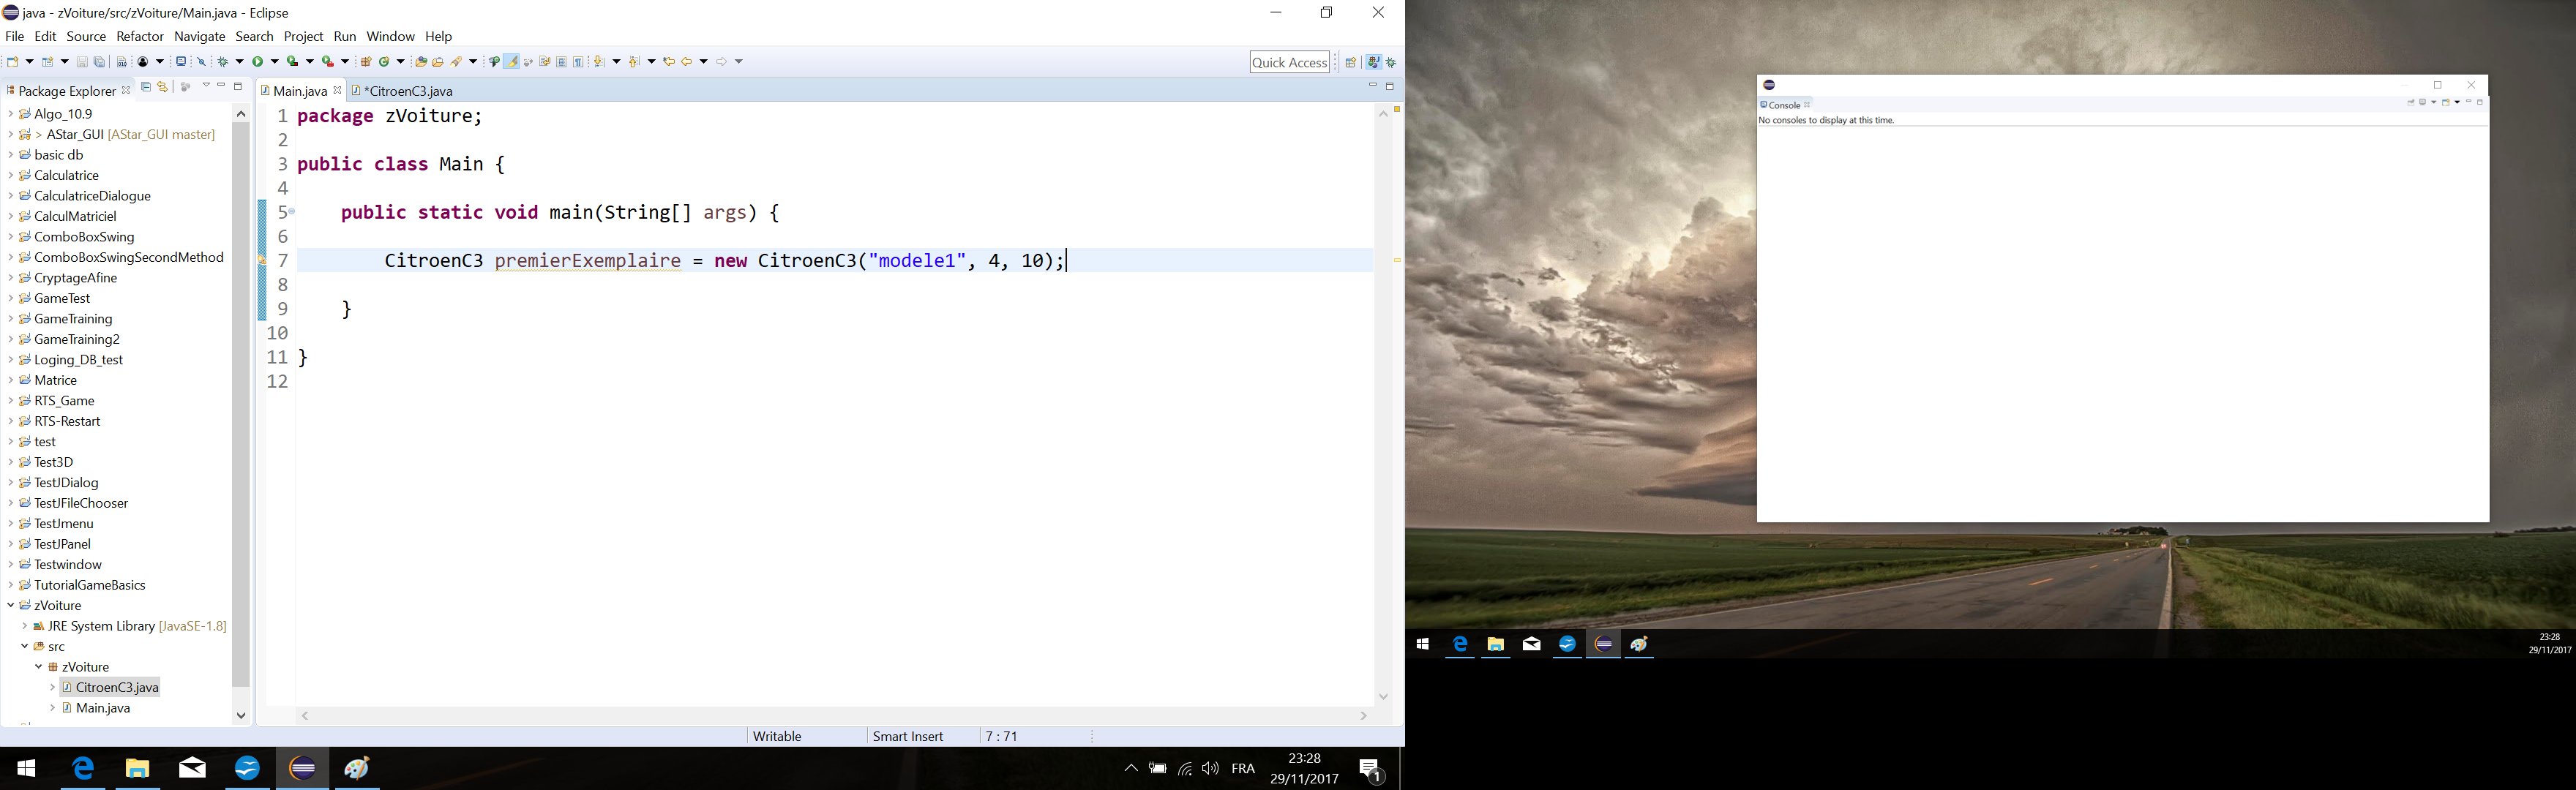 java - zVoiture/src/zVoiture/Main.java - Eclipse
File Edit Source Refactor Navigate Search Project Run Window Help
Quick Access
Package Explorer
Algo_10.9
> AStar_GUI [AStar_GUI master]
basic db
Calculatrice
CalculatriceDialogue
CalculMatriciel
ComboBoxSwing
ComboBoxSwingSecondMethod
CryptageAfine
GameTest
GameTraining
GameTraining2
Loging_DB_test
Matrice
RTS_Game
RTS-Restart
test
Test3D
TestJDialog
TestJFileChooser
TestJmenu
TestJPanel
Testwindow
TutorialGameBasics
zVoiture
JRE System Library [JavaSE-1.8]
src
zVoiture
CitroenC3.java
Main.java
Main.java *CitroenC3.java
1 package zVoiture;
2
3 public class Main {
4
5 public static void main(String[] args) {
6
7 CitroenC3 premierExemplaire = new CitroenC3("modele1", 4, 10);
8
9 }
10
11 }
12
Writable Smart Insert 7 : 71
FRA
23:28
29/11/2017
1
Console
No consoles to display at this time.
23:28
29/11/2017